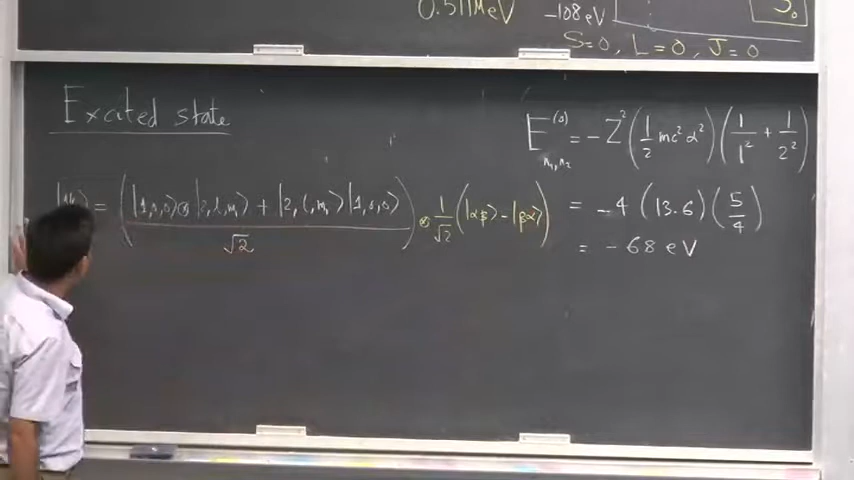 0.511 MeV
-108 eV
S₀
S=0, L=0, J=0
Excited state
E^{(0)}_{n₁,n₂} = -Z² (1/2 mc² α²) (1/1² + 1/2²)
= (|1,0,0⟩⊗|2,l,m⟩ + |2,l,m⟩|1,0,0⟩ / √2) ⊗ 1/√2 (|αβ⟩ - |βα⟩)
= -4 (13.6) (5/4)
= -68 eV